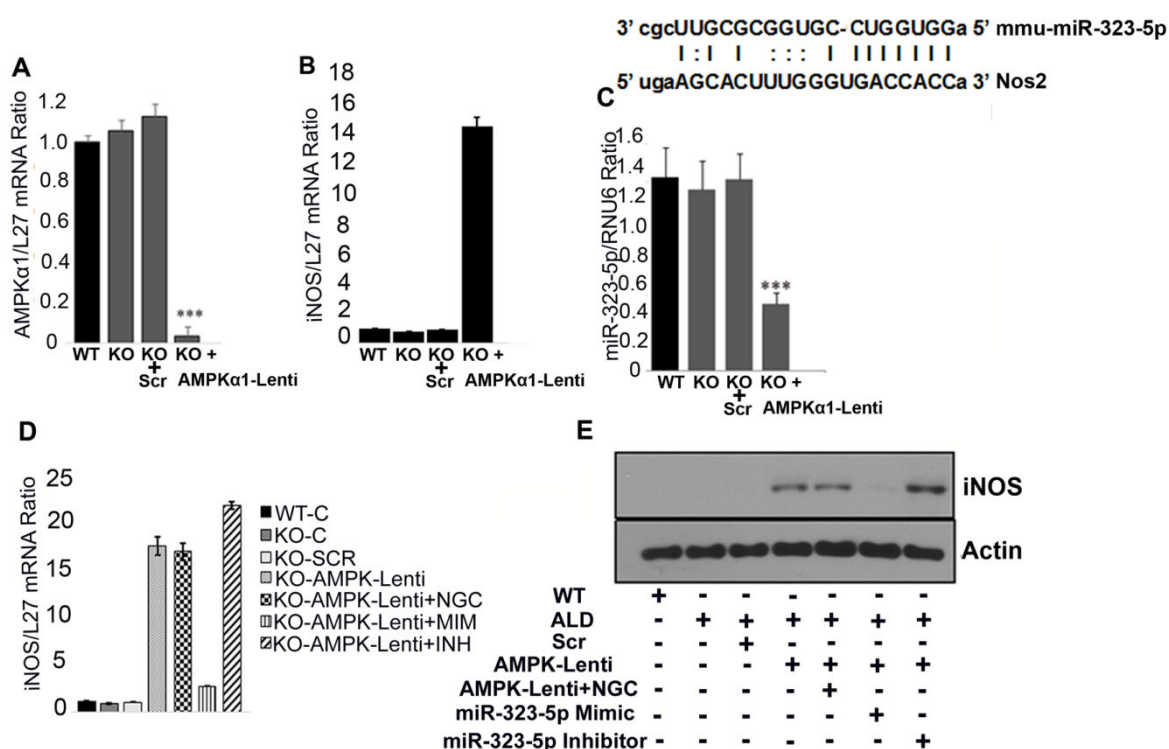 3' cgcUUGCGCGGUGC-CUGGUGGa 5' mmu-miR-323-5p
I : I I : : : I I I I I I I I
5' ugaAGCACUUUGGGUGACCACCa 3' Nos2
A
AMPKα1/L27 mRNA Ratio
1.2
1.0
0.8
0.6
0.4
0.2
0
***
WT KO KO KO +
+
Scr AMPKα1-Lenti
B
iNOS/L27 mRNA Ratio
18
16
14
12
10
8
6
4
2
0
WT KO KO KO +
+
Scr AMPKα1-Lenti
C
miR-323-5p/RNU6 Ratio
1.6
1.4
1.2
1.0
0.8
0.6
0.4
0.2
0
***
WT KO KO KO +
+
Scr AMPKα1-Lenti
D
iNOS/L27 mRNA Ratio
25
20
15
10
5
0
WT-C
KO-C
KO-SCR
KO-AMPK-Lenti
KO-AMPK-Lenti+NGC
KO-AMPK-Lenti+MIM
KO-AMPK-Lenti+INH
E
iNOS
Actin
WT + - - - - - -
ALD - + + + + + +
Scr - - + - - - -
AMPK-Lenti - - - + + + +
AMPK-Lenti+NGC - - - - + - -
miR-323-5p Mimic - - - - - + -
miR-323-5p Inhibitor - - - - - - +